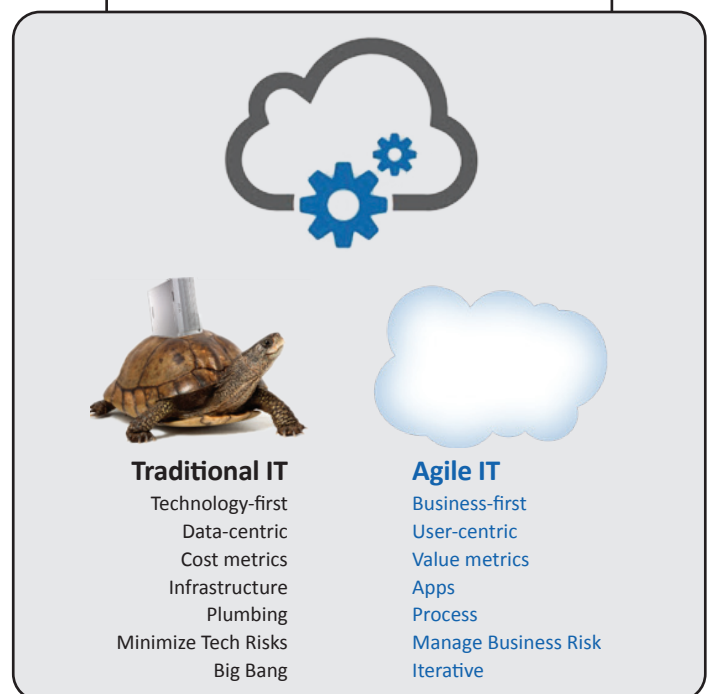 Traditional IT
Technology-first
Data-centric
Cost metrics
Infrastructure
Plumbing
Minimize Tech Risks
Big Bang
Agile IT
Business-first
User-centric
Value metrics
Apps
Process
Manage Business Risk
Iterative